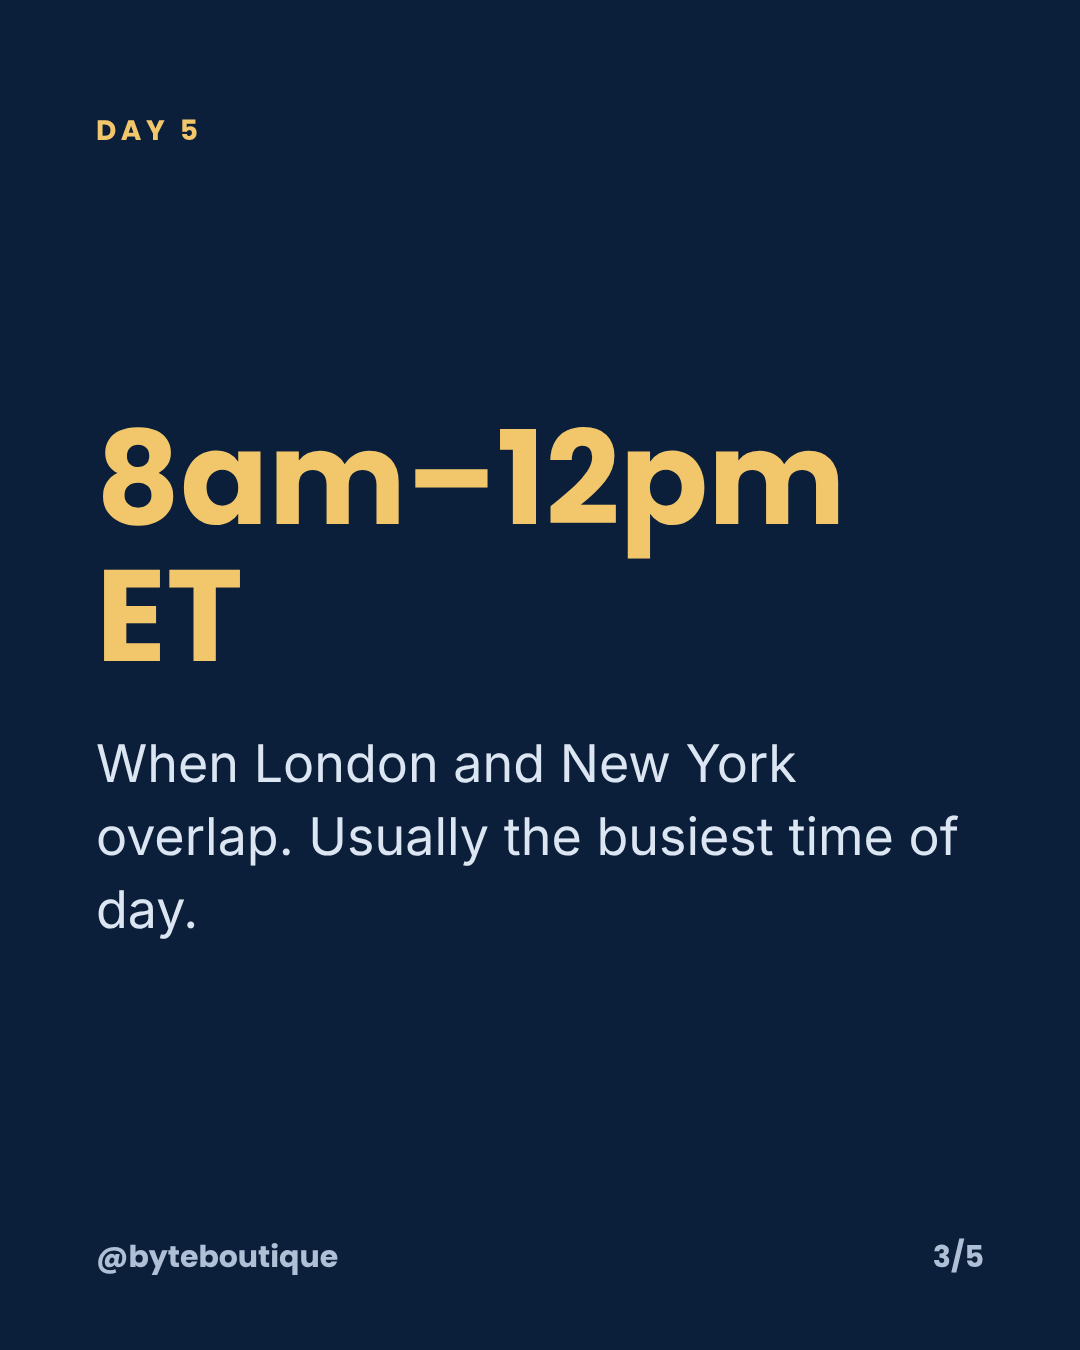 DAY 5
8am–12pm
ET
When London and New York
overlap. Usually the busiest time of
day.
@byteboutique
3/5